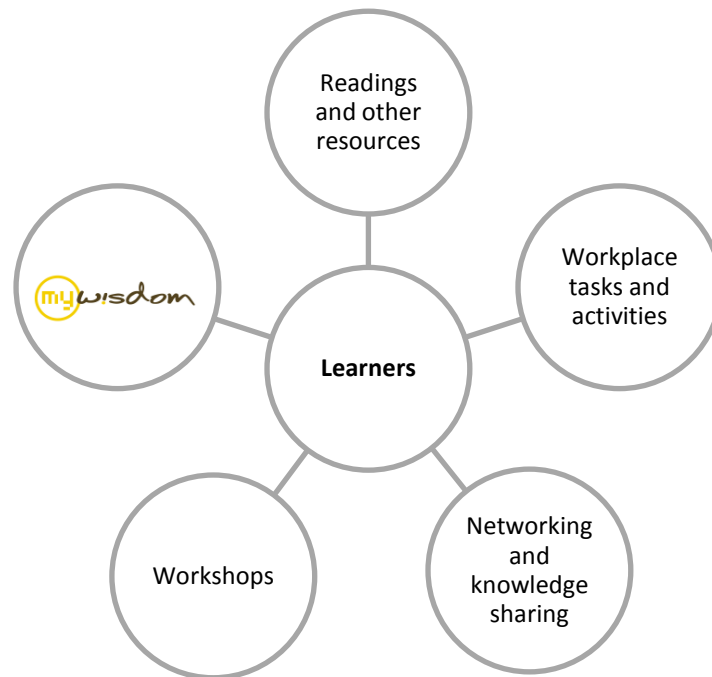 Readings
and other
resources
mywisdom
Workplace
tasks and
activities
Learners
Workshops
Networking
and
knowledge
sharing